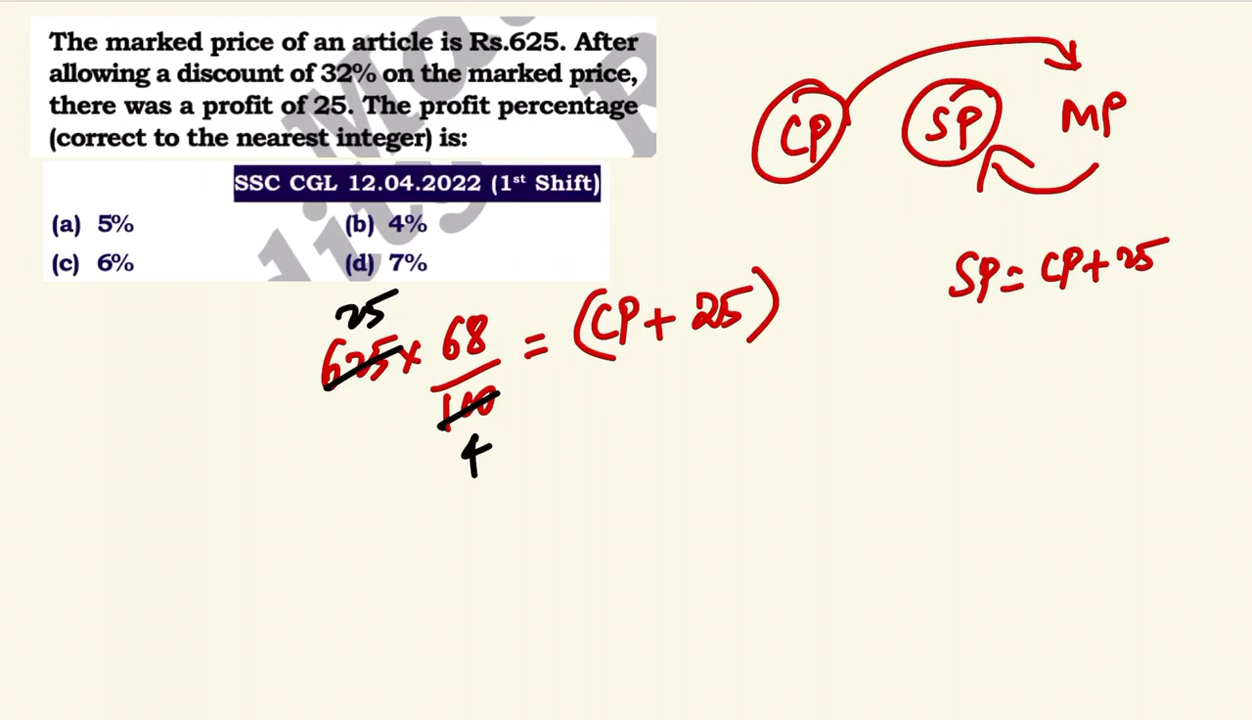 The marked price of an article is Rs.625. After
allowing a discount of 32% on the marked price,
there was a profit of 25. The profit percentage
(correct to the nearest integer) is:
SSC CGL 12.04.2022 (1st Shift)
(a) 5% (b) 4%
(c) 6% (d) 7%
CP SP MP
SP = CP + 25
25
625 × 68 = (CP + 25)
100
4